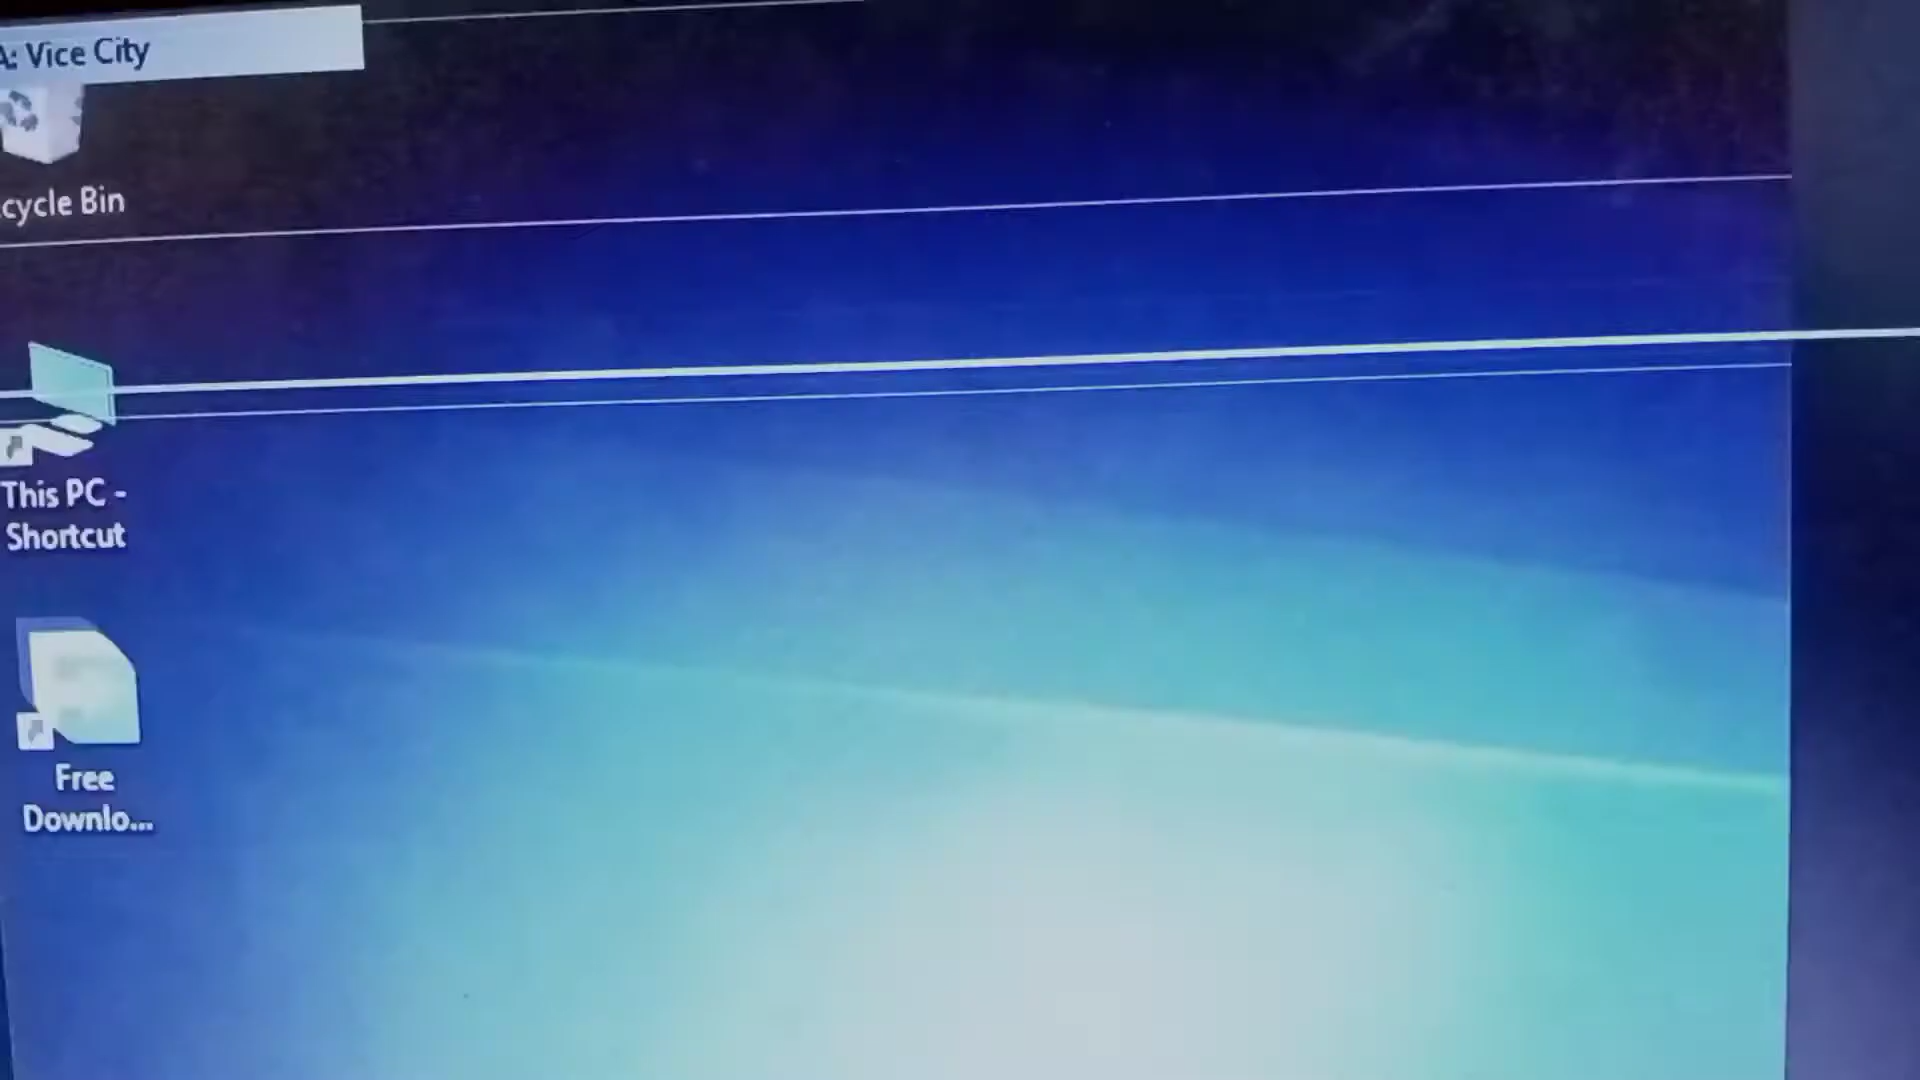 A: Vice City
cycle Bin
This PC -
Shortcut
Free
Downlo...